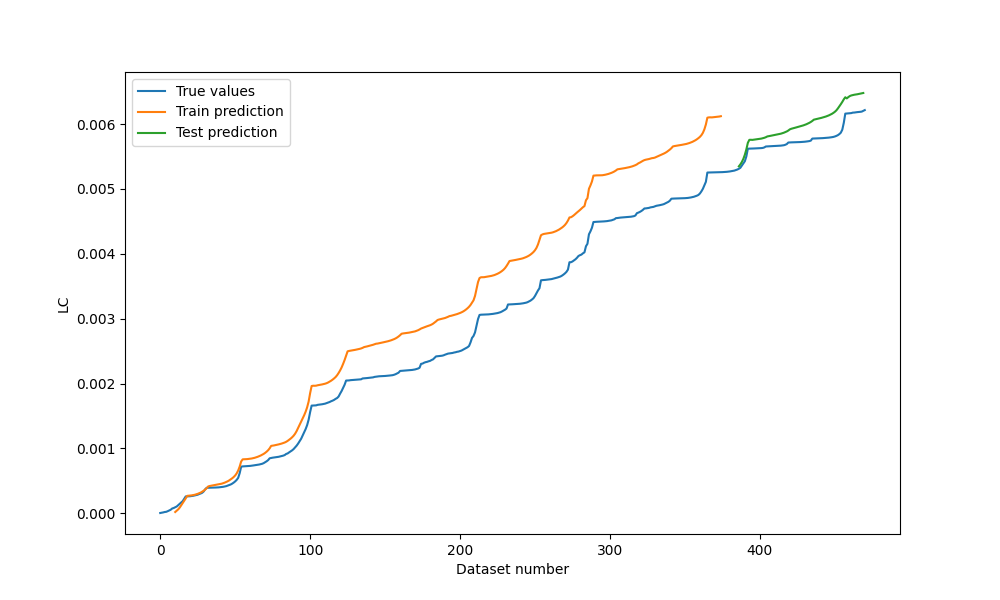 True values
Train prediction
Test prediction
0.006
0.005
0.004
0.003
0.002
0.001
0.000
LC
0
100
200
300
400
Dataset number